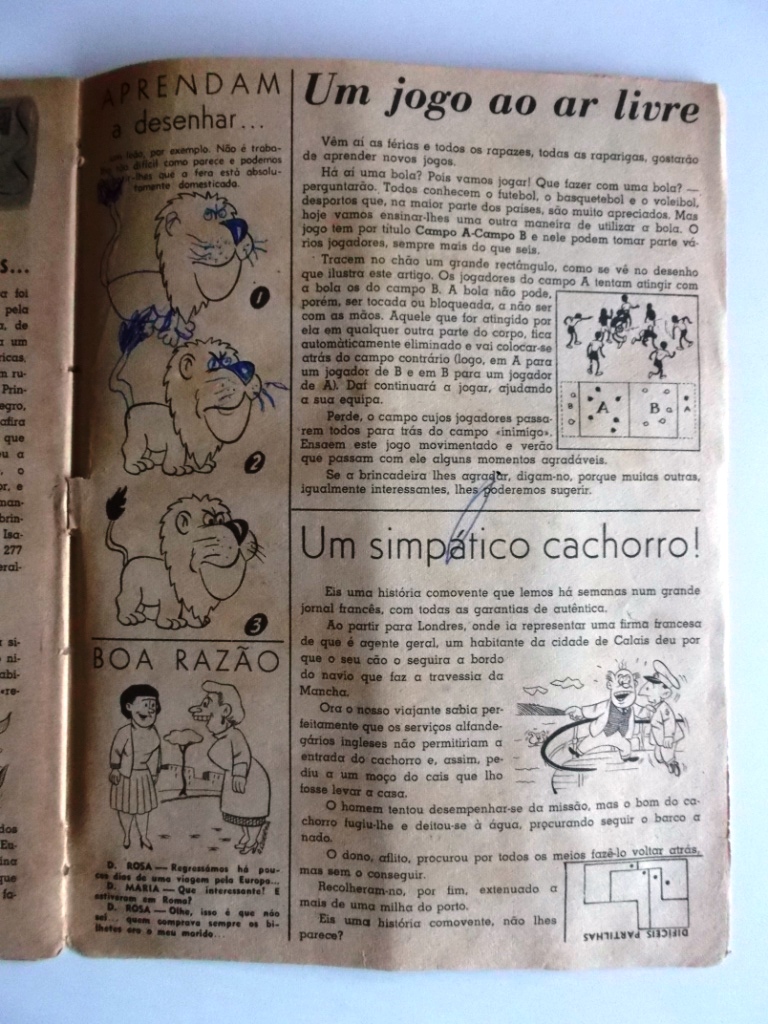 APRENDAM
a desenhar...
leão, por exemplo. Não é traba-
difícil como parece e podemos
-lhes que a fera está absolu-
tamente domesticada.
1
2
3
BOA RAZÃO
D. ROSA — Regressámos há pou-
cos dias de uma viagem pela Europa...
D. MARIA — Que interessante! E
estiveram em Roma?
D. ROSA — Olhe, isso é que não
sei... quem comprava sempre os bi-
lhetes era o meu marido...
Um jogo ao ar livre
Vêm aí as férias e todos os rapazes, todas as raparigas, gostarão
de aprender novos jogos.
Há aí uma bola? Pois vamos jogar! Que fazer com uma bola? —
perguntarão. Todos conhecem o futebol, o basquetebol e o voleibol,
desportos que, na maior parte dos países, são muito apreciados. Mas
hoje vamos ensinar-lhes uma outra maneira de utilizar a bola. O
jogo tem por título Campo A-Campo B e nele podem tomar parte vá-
rios jogadores, sempre mais do que seis.
Tracem no chão um grande rectângulo, como se vê no desenho
que ilustra este artigo. Os jogadores do campo A tentam atingir com
a bola os do campo B. A bola não pode,
porém, ser tocada ou bloqueada, a não ser
com as mãos. Aquele que for atingido por
ela em qualquer outra parte do corpo, fica
automàticamente eliminado e vai colocar-se
atrás do campo contrário (logo, em A para
um jogador de B e em B para um jogador
de A). Daí continuará a jogar, ajudando
a sua equipa.
Perde, o campo cujos jogadores passa-
rem todos para trás do campo «inimigo».
Ensaem este jogo movimentado e verão
que passam com ele alguns momentos agradáveis.
Se a brincadeira lhes agradar, digam-no, porque muitas outras,
igualmente interessantes, lhes poderemos sugerir.
B A B A
Um simpático cachorro!
Eis uma história comovente que lemos há semanas num grande
jornal francês, com todas as garantias de autêntica.
Ao partir para Londres, onde ia representar uma firma francesa
de que é agente geral, um habitante da cidade de Calais deu por
que o seu cão o seguira a bordo
do navio que faz a travessia da
Mancha.
Ora o nosso viajante sabia per-
feitamente que os serviços alfande-
gários ingleses não permitiriam a
entrada do cachorro e, assim, pe-
diu a um moço do cais que lho
fosse levar a casa.
O homem tentou desempenhar-se da missão, mas o bom do ca-
chorro fugiu-lhe e deitou-se à água, procurando seguir o barco a
nado.
O dono, aflito, procurou por todos os meios fazê-lo voltar atrás,
mas sem o conseguir.
Recolheram-no, por fim, extenuado a
mais de uma milha do porto.
Eis uma história comovente, não lhes
parece?
DIFÍCEIS PARTILHAS